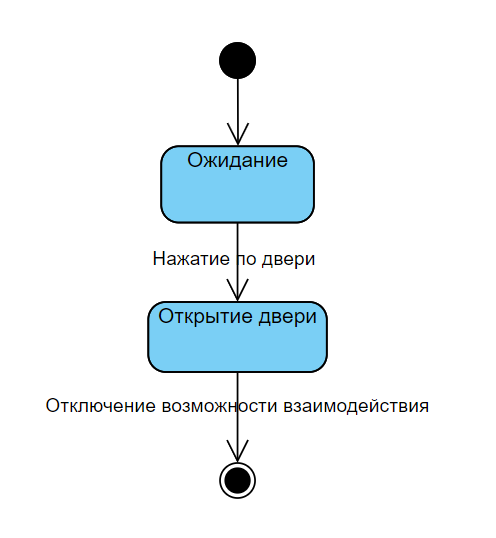 Ожидание
Нажатие по двери
Открытие двери
Отключение возможности взаимодействия